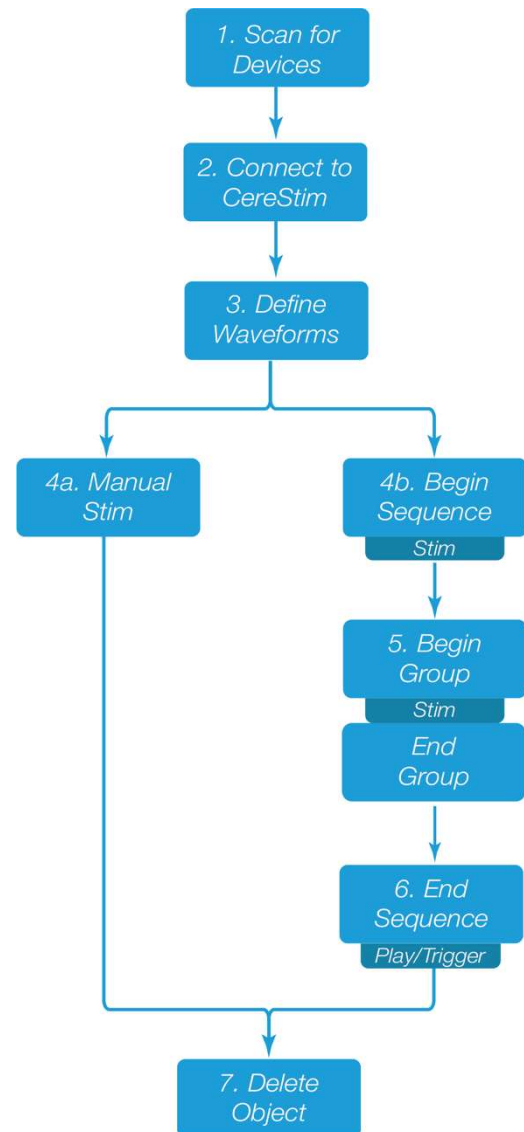 1. Scan for
Devices
2. Connect to
CereStim
3. Define
Waveforms
4a. Manual
Stim
4b. Begin
Sequence
Stim
5. Begin
Group
Stim
End
Group
6. End
Sequence
Play/Trigger
7. Delete
Object